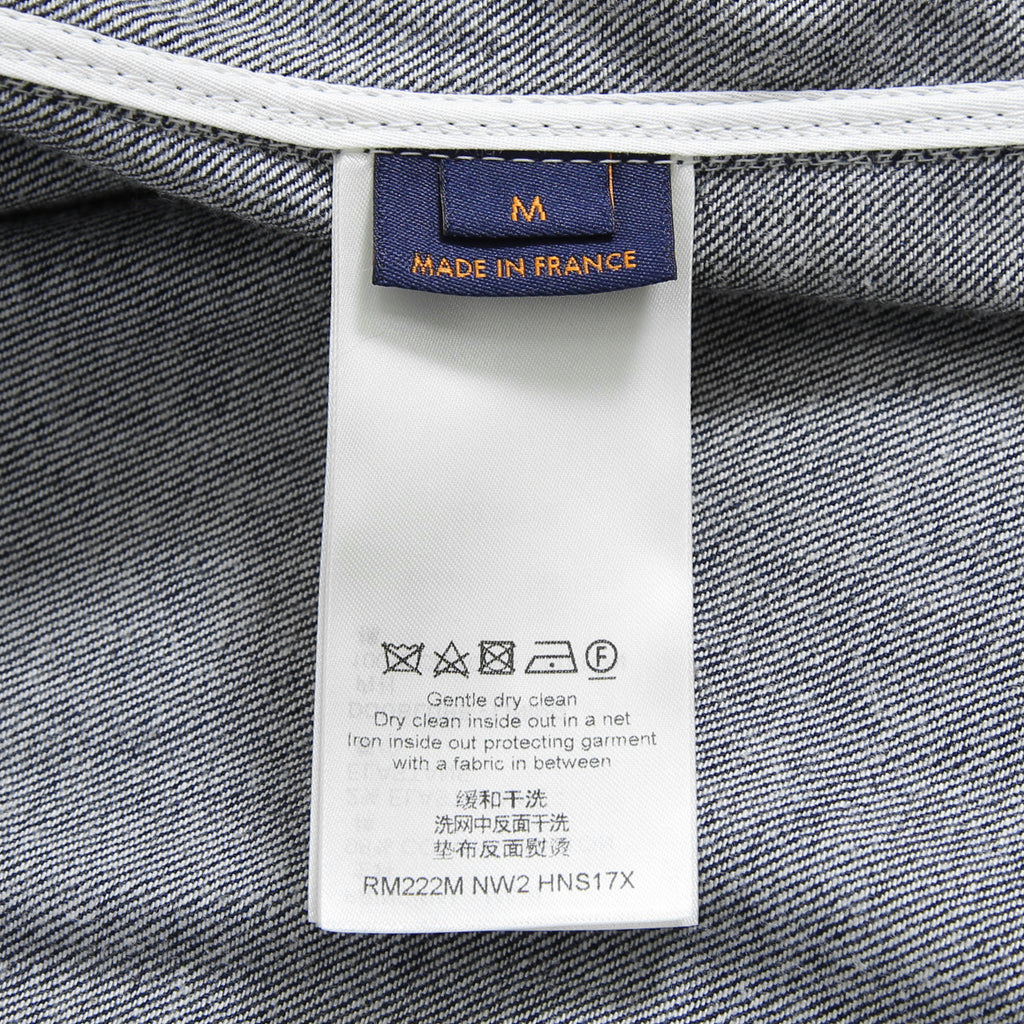 M
MADE IN FRANCE
F
Gentle dry clean
Dry clean inside out in a net
Iron inside out protecting garment
with a fabric in between
缓和干洗
洗网中反面干洗
垫布反面熨烫
RM222M NW2 HNS17X